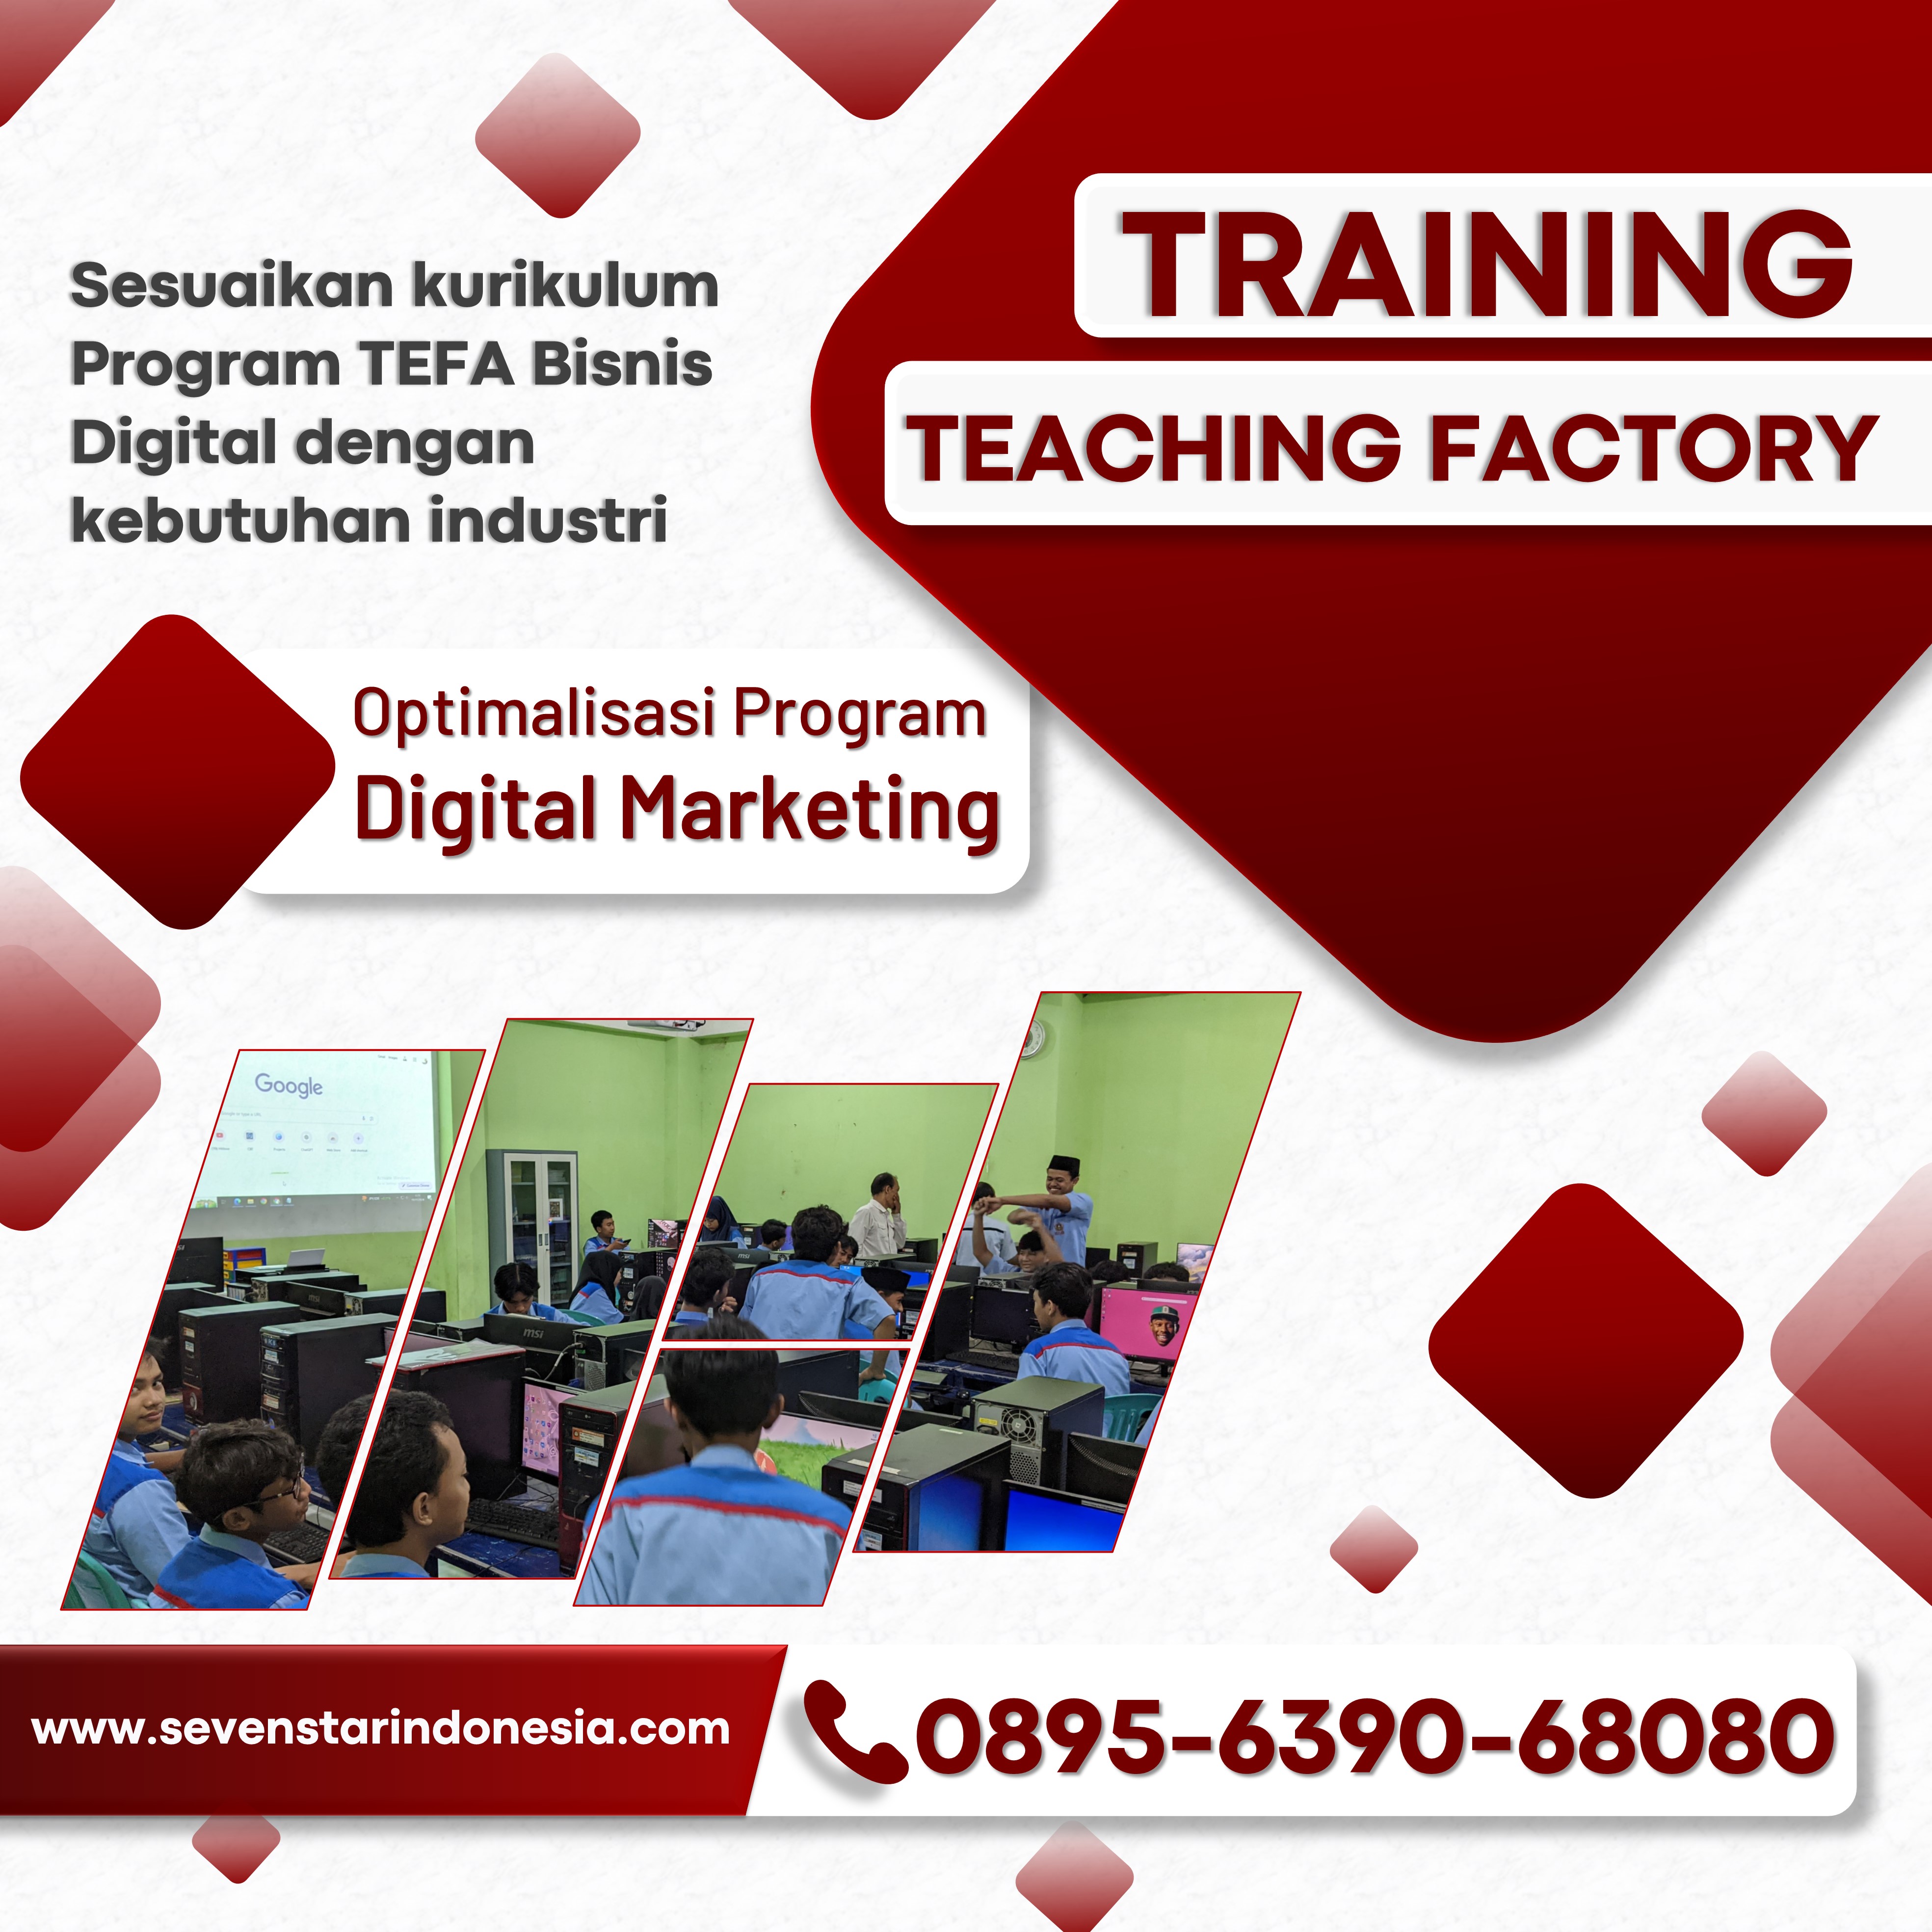 TRAINING
TEACHING FACTORY
Sesuaikan kurikulum
Program TEFA Bisnis
Digital dengan
kebutuhan industri
Optimalisasi Program
Digital Marketing
Google
msi
www.sevenstarindonesia.com
0895-6390-68080